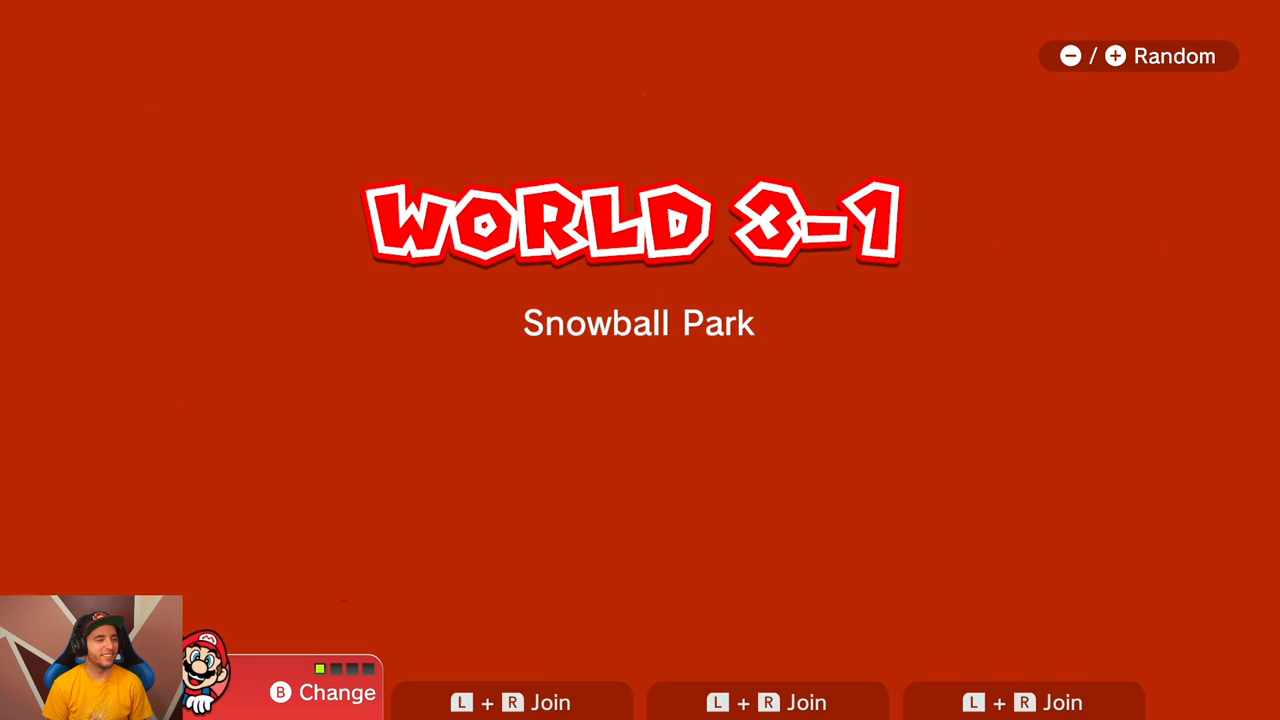 − / + Random
WORLD 3-1
Snowball Park
B Change
L + R Join
L + R Join
L + R Join